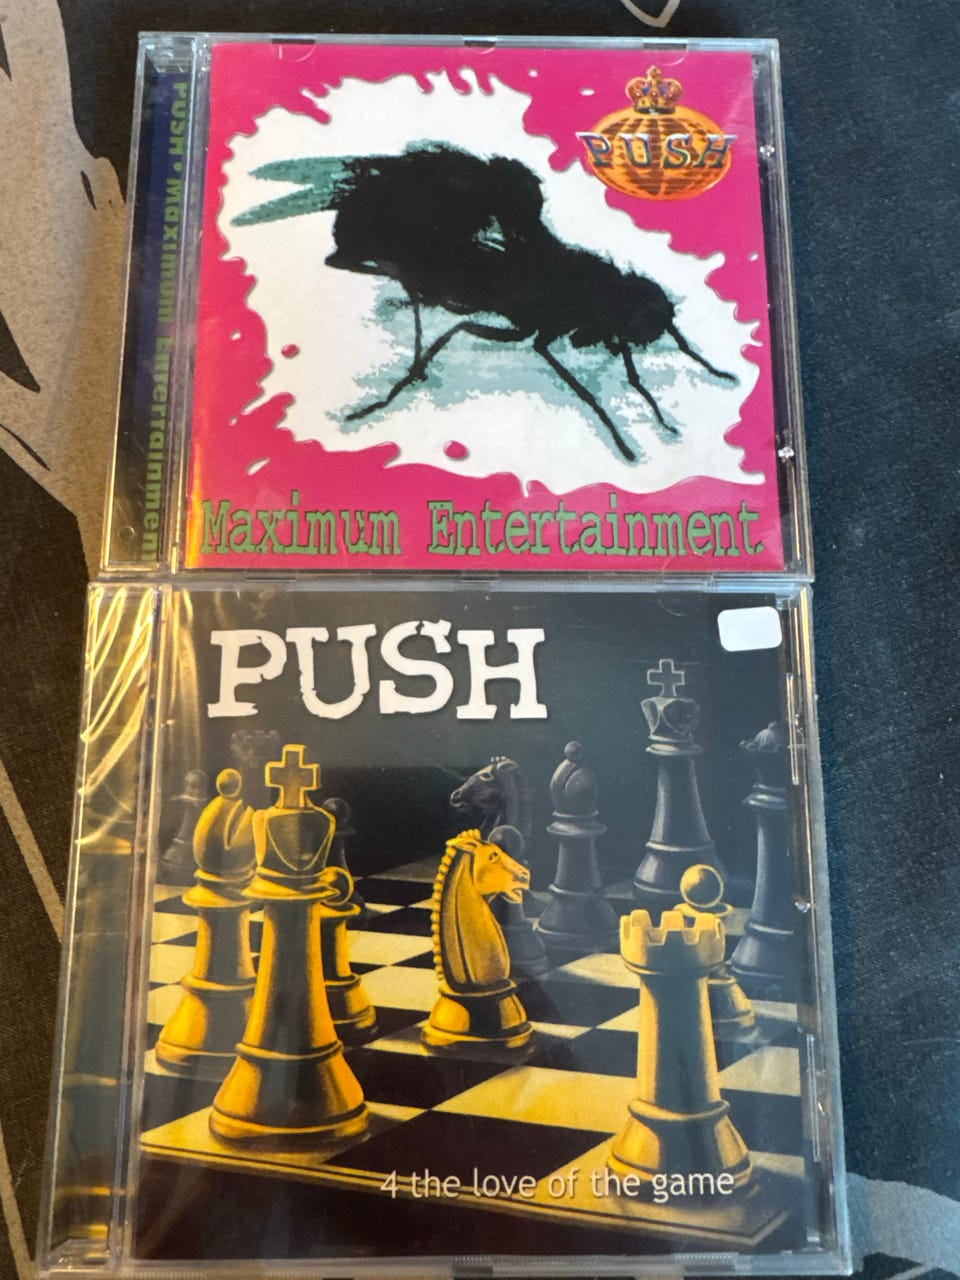 PUSH • Maximum Entertainment
PUSH
Maximum Entertainment
PUSH
4 the love of the game